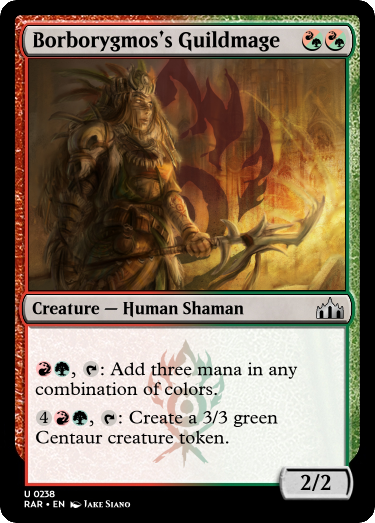 Borborygmos's Guildmage
Creature — Human Shaman
, : Add three mana in any
combination of colors.
4 , : Create a 3/3 green
Centaur creature token.
2/2
U 0238
RAR • EN Jake Siano